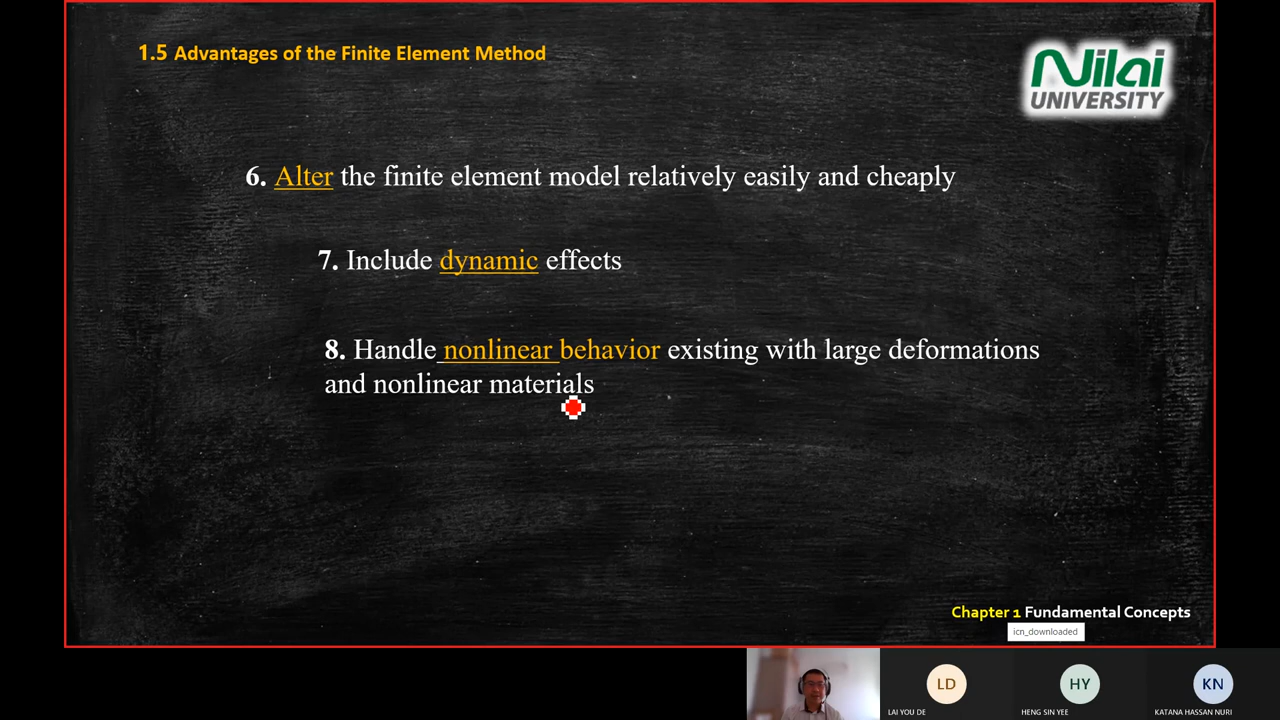 1.5 Advantages of the Finite Element Method
Nilai
UNIVERSITY
6. Alter the finite element model relatively easily and cheaply
7. Include dynamic effects
8. Handle nonlinear behavior existing with large deformations
and nonlinear materials
Chapter 1 Fundamental Concepts
icn_downloaded
LD
HY
KN
LAI YOU DE
HENG SIN YEE
KATANA HASSAN NURI